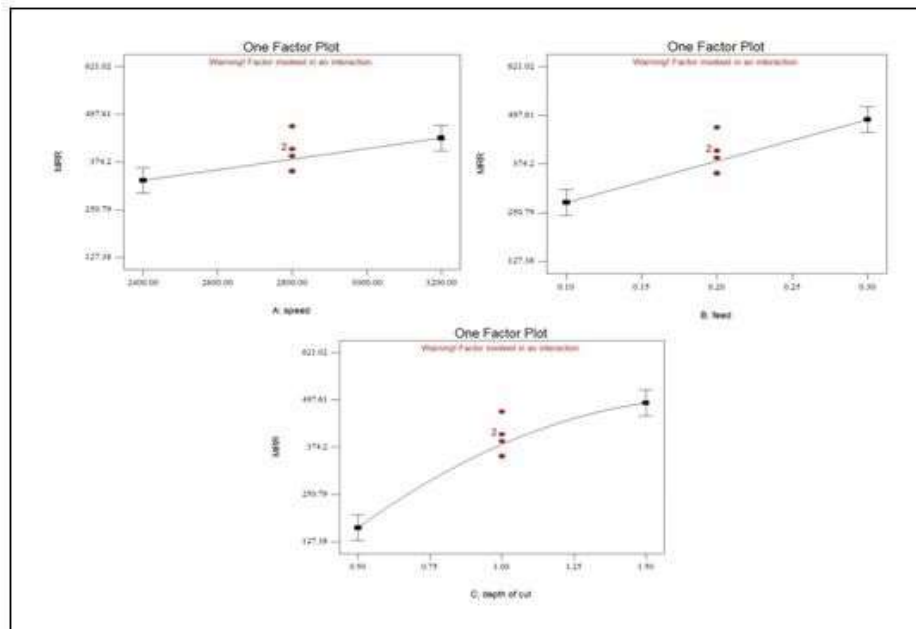 One Factor Plot
Warning! Factor involved in an interaction
621.02
497.61
374.2
250.79
127.38
MRR
2
2400.00 2600.00 2800.00 3000.00 3200.00
A: speed
One Factor Plot
Warning! Factor involved in an interaction
621.02
497.61
374.2
250.79
127.38
MRR
2
0.10 0.15 0.20 0.25 0.30
B: feed
One Factor Plot
Warning! Factor involved in an interaction
621.02
497.61
374.2
250.79
127.38
MRR
2
0.50 0.75 1.00 1.25 1.50
C: depth of cut